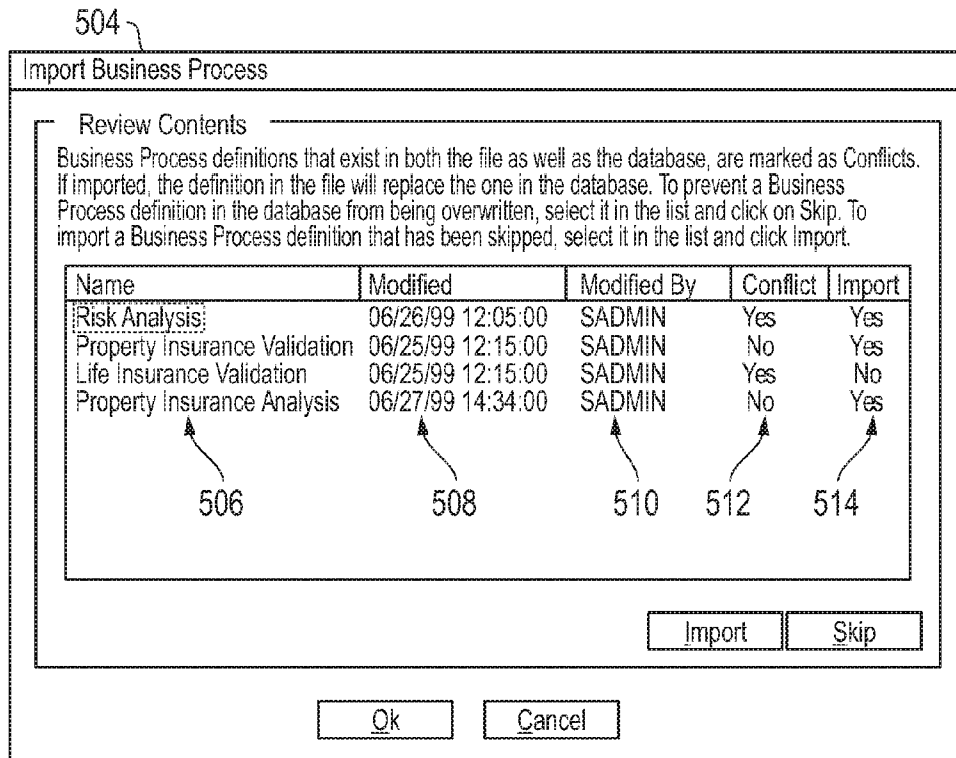 504
Import Business Process
Review Contents
Business Process definitions that exist in both the file as well as the database, are marked as Conflicts.
If imported, the definition in the file will replace the one in the database. To prevent a Business
Process definition in the database from being overwritten, select it in the list and click on Skip. To
import a Business Process definition that has been skipped, select it in the list and click Import.
Name Modified Modified By Conflict Import
Risk Analysis 06/26/99 12:05:00 SADMIN Yes Yes
Property Insurance Validation 06/25/99 12:15:00 SADMIN No Yes
Life Insurance Validation 06/25/99 12:15:00 SADMIN Yes No
Property Insurance Analysis 06/27/99 14:34:00 SADMIN No Yes
506 508 510 512 514
Import Skip
Ok Cancel